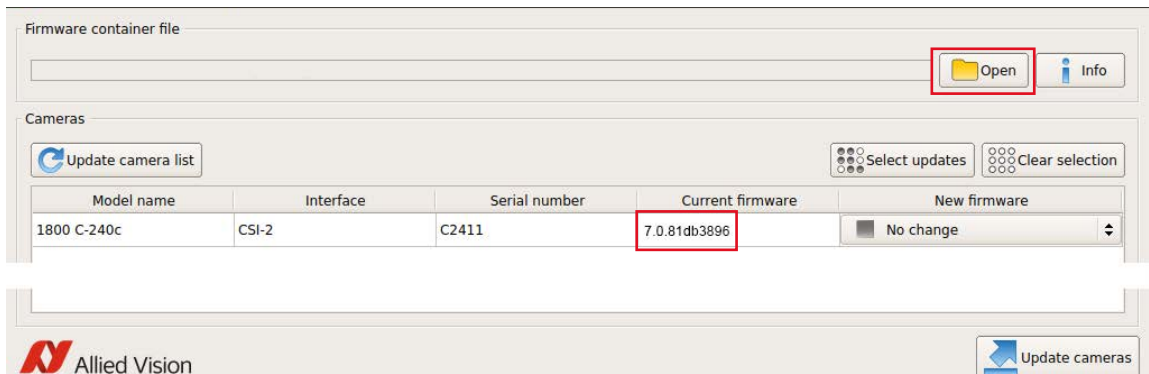 Firmware container file
Open Info
Cameras
Update camera list Select updates Clear selection
Model name Interface Serial number Current firmware New firmware
1800 C-240c CSI-2 C2411 7.0.81db3896 No change
Allied Vision Update cameras